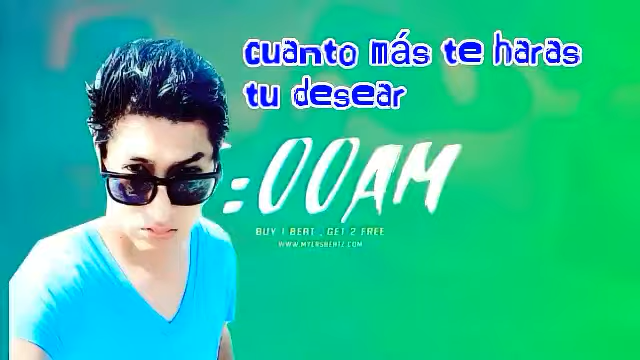 cuanto más te haras
tu desear
:00AM
BUY 1 BEAT , GET 2 FREE
WWW.MYERSBEATZ.COM